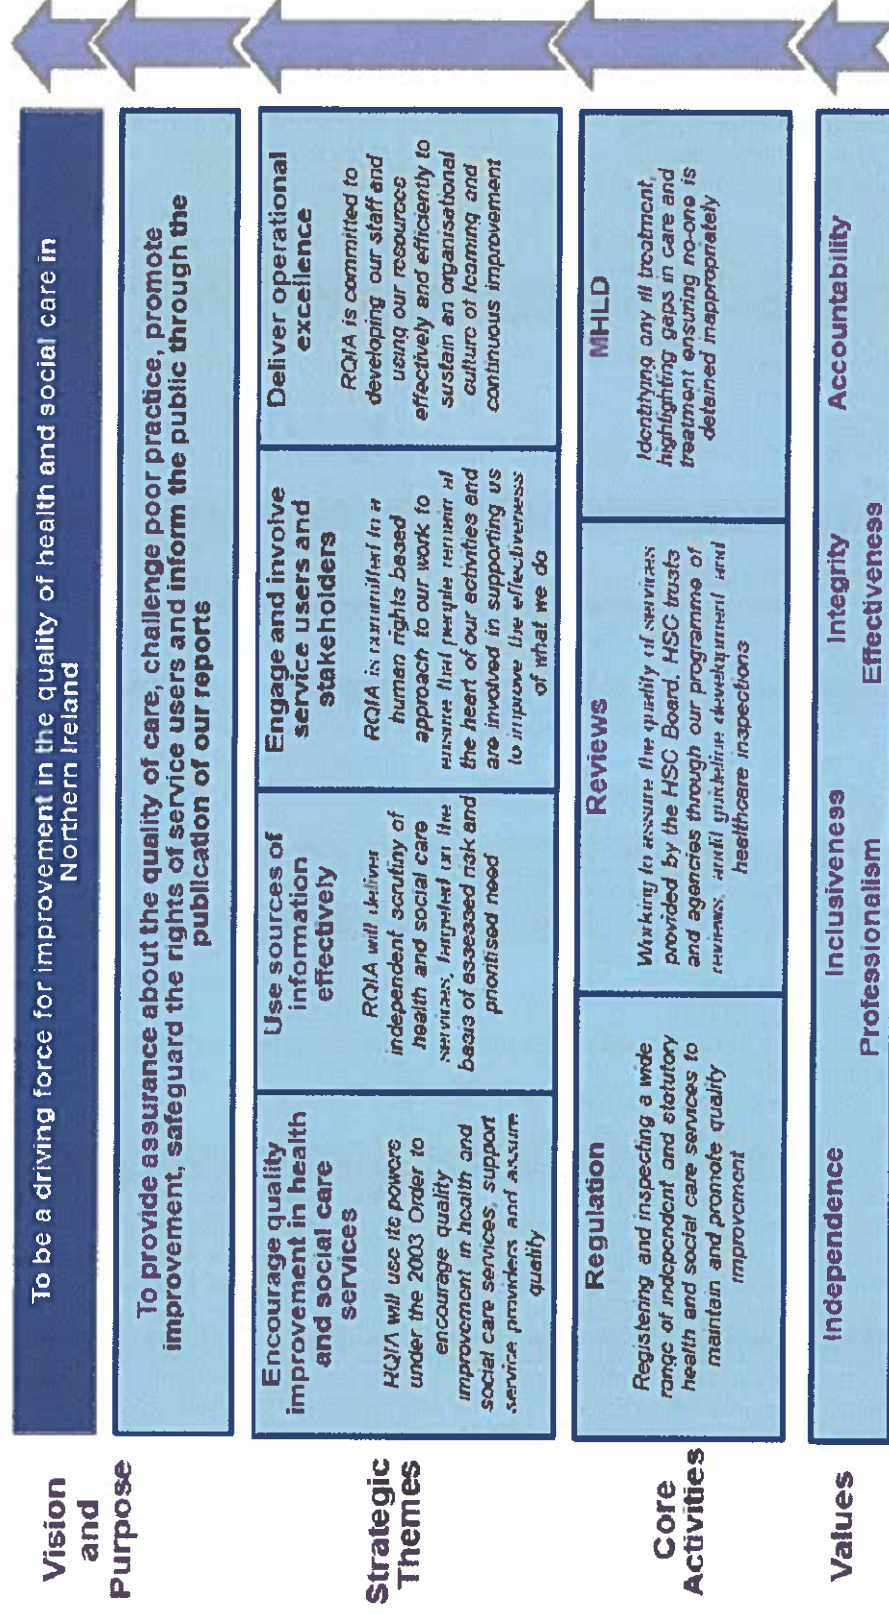 Vision
and
Purpose
To be a driving force for improvement in the quality of health and social care in
Northern Ireland
To provide assurance about the quality of care, challenge poor practice, promote
improvement, safeguard the rights of service users and inform the public through the
publication of our reports
Strategic
Themes
Encourage quality
improvement in health
and social care
services
RQIA will use its powers
under the 2003 Order to
encourage quality
improvement in health and
social care services, support
service providers and assure
quality
Use sources of
information
effectively
RQIA will deliver
independent scrutiny of
health and social care
services, targeted on the
basis of assessed risk and
prioritised need
Engage and involve
service users and
stakeholders
RQIA is committed to a
human rights based
approach to our work to
ensure that people remain at
the heart of our activities and
are involved in supporting us
to improve the effectiveness
of what we do
Deliver operational
excellence
RQIA is committed to
developing our staff and
using our resources
effectively and efficiently to
sustain an organisational
culture of learning and
continuous improvement
Core
Activities
Regulation
Registering and inspecting a wide
range of independent and statutory
health and social care services to
maintain and promote quality
improvement
Reviews
Working to assure the quality of services
provided by the HSC Board, HSC trusts
and agencies through our programme of
reviews, audit guideline development and
healthcare inspections
MHLD
Identifying any ill treatment,
highlighting gaps in care and
treatment ensuring no-one is
detained inappropriately
Values
Independence Inclusiveness Integrity Accountability
Professionalism Effectiveness